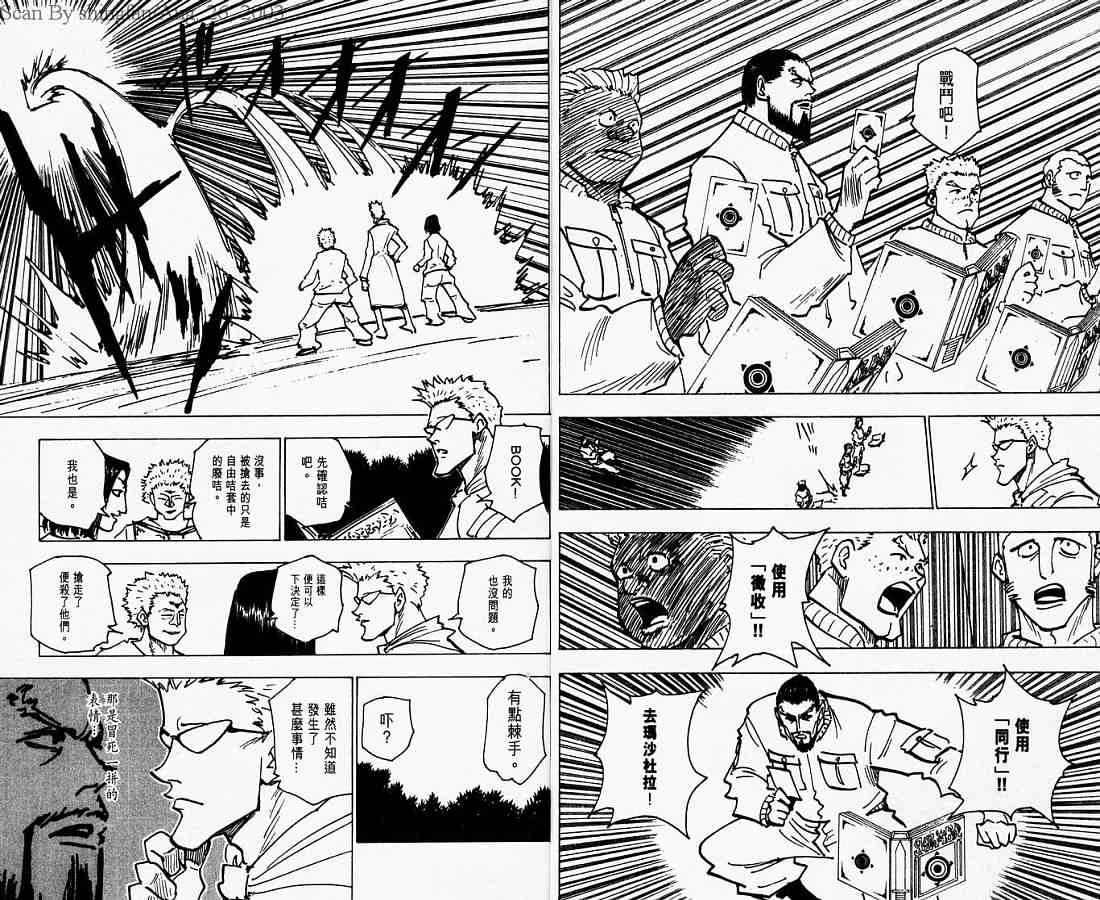 Scan By
2003
戰鬥吧！
使用
「徵收」!!
使用
「同行」!!
去瑪沙杜拉！
BOOK!
先確認咭
吧。
沒事，
被搶去的只是
自由咭套中
的廢咭。
我也是。
我的
也沒問題。
這樣
便可以
下決定了…
搶走了
便殺了他們。
有點棘手。
吓？
雖然不知道
發生了
甚麼事情…
那是冒死一拼的
表情…